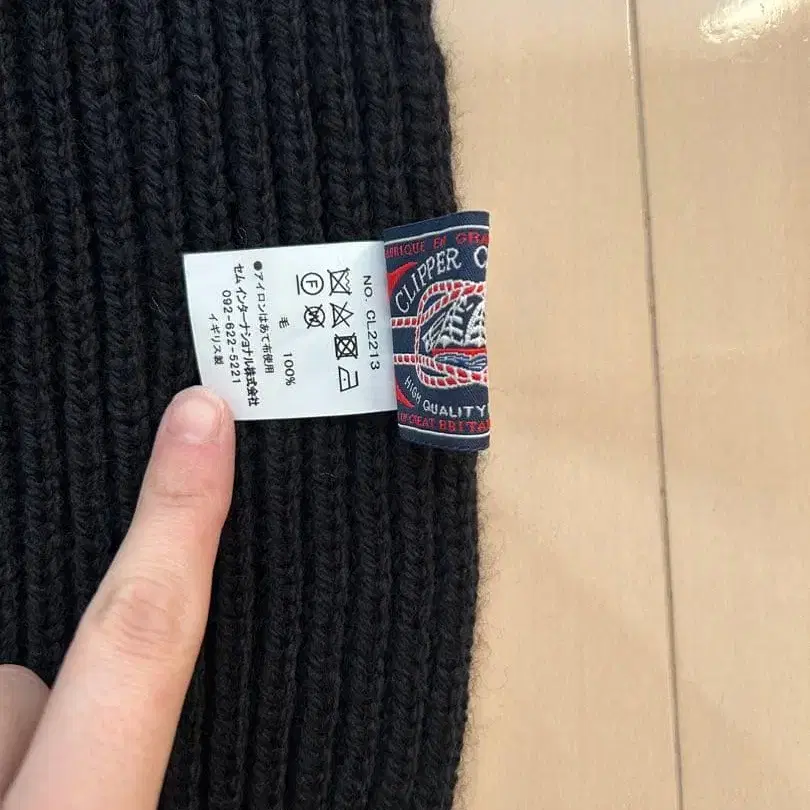 NO. CL2213
毛 100%
●アイロンはあて布使用
セム インターナショナル株式会社
092-622-5221
イギリス製
CLIPPER
HIGH QUALITY
GREAT BRITA